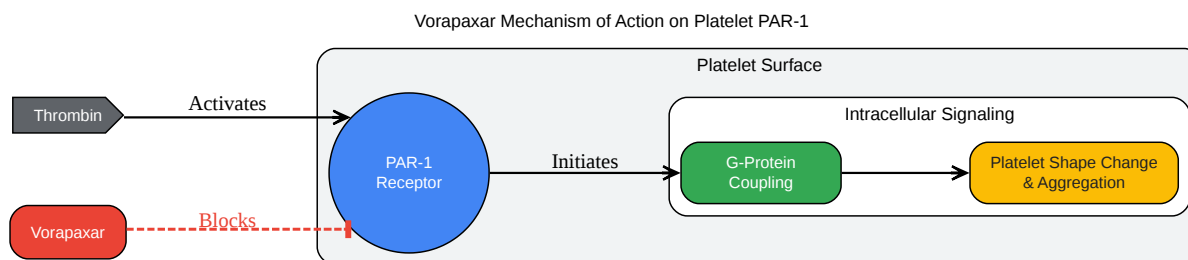 Vorapaxar Mechanism of Action on Platelet PAR-1
Platelet Surface
Thrombin
Activates
Intracellular Signaling
PAR-1
Receptor
Initiates
G-Protein
Coupling
Platelet Shape Change
& Aggregation
Vorapaxar
Blocks